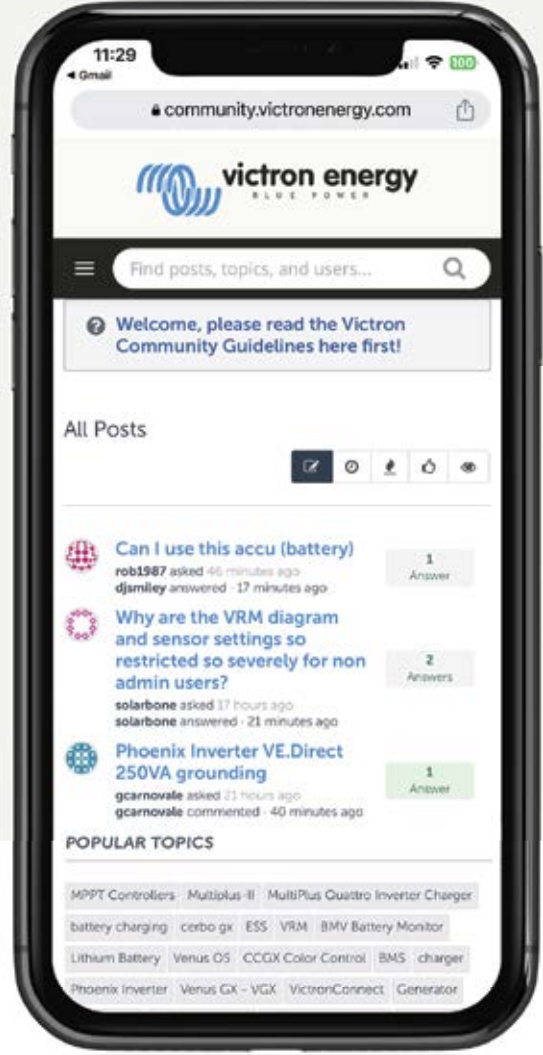 11:29
100
Gmail
community.victronenergy.com
victron energy
BLUE POWER
Find posts, topics, and users...
Welcome, please read the Victron
Community Guidelines here first!
All Posts
Can I use this accu (battery)
rob1987 asked 46 minutes ago
djsmiley answered · 17 minutes ago
1
Answer
Why are the VRM diagram
and sensor settings so
restricted so severely for non
admin users?
solarbone asked 17 hours ago
solarbone answered · 21 minutes ago
2
Answers
Phoenix Inverter VE.Direct
250VA grounding
gcarnovale asked 21 hours ago
gcarnovale commented · 40 minutes ago
1
Answer
POPULAR TOPICS
MPPT Controllers Multiplus-II MultiPlus Quattro Inverter Charger
battery charging cerbo gx ESS VRM BMV Battery Monitor
Lithium Battery Venus OS CCGX Color Control BMS charger
Phoenix Inverter Venus GX - VGX VictronConnect Generator